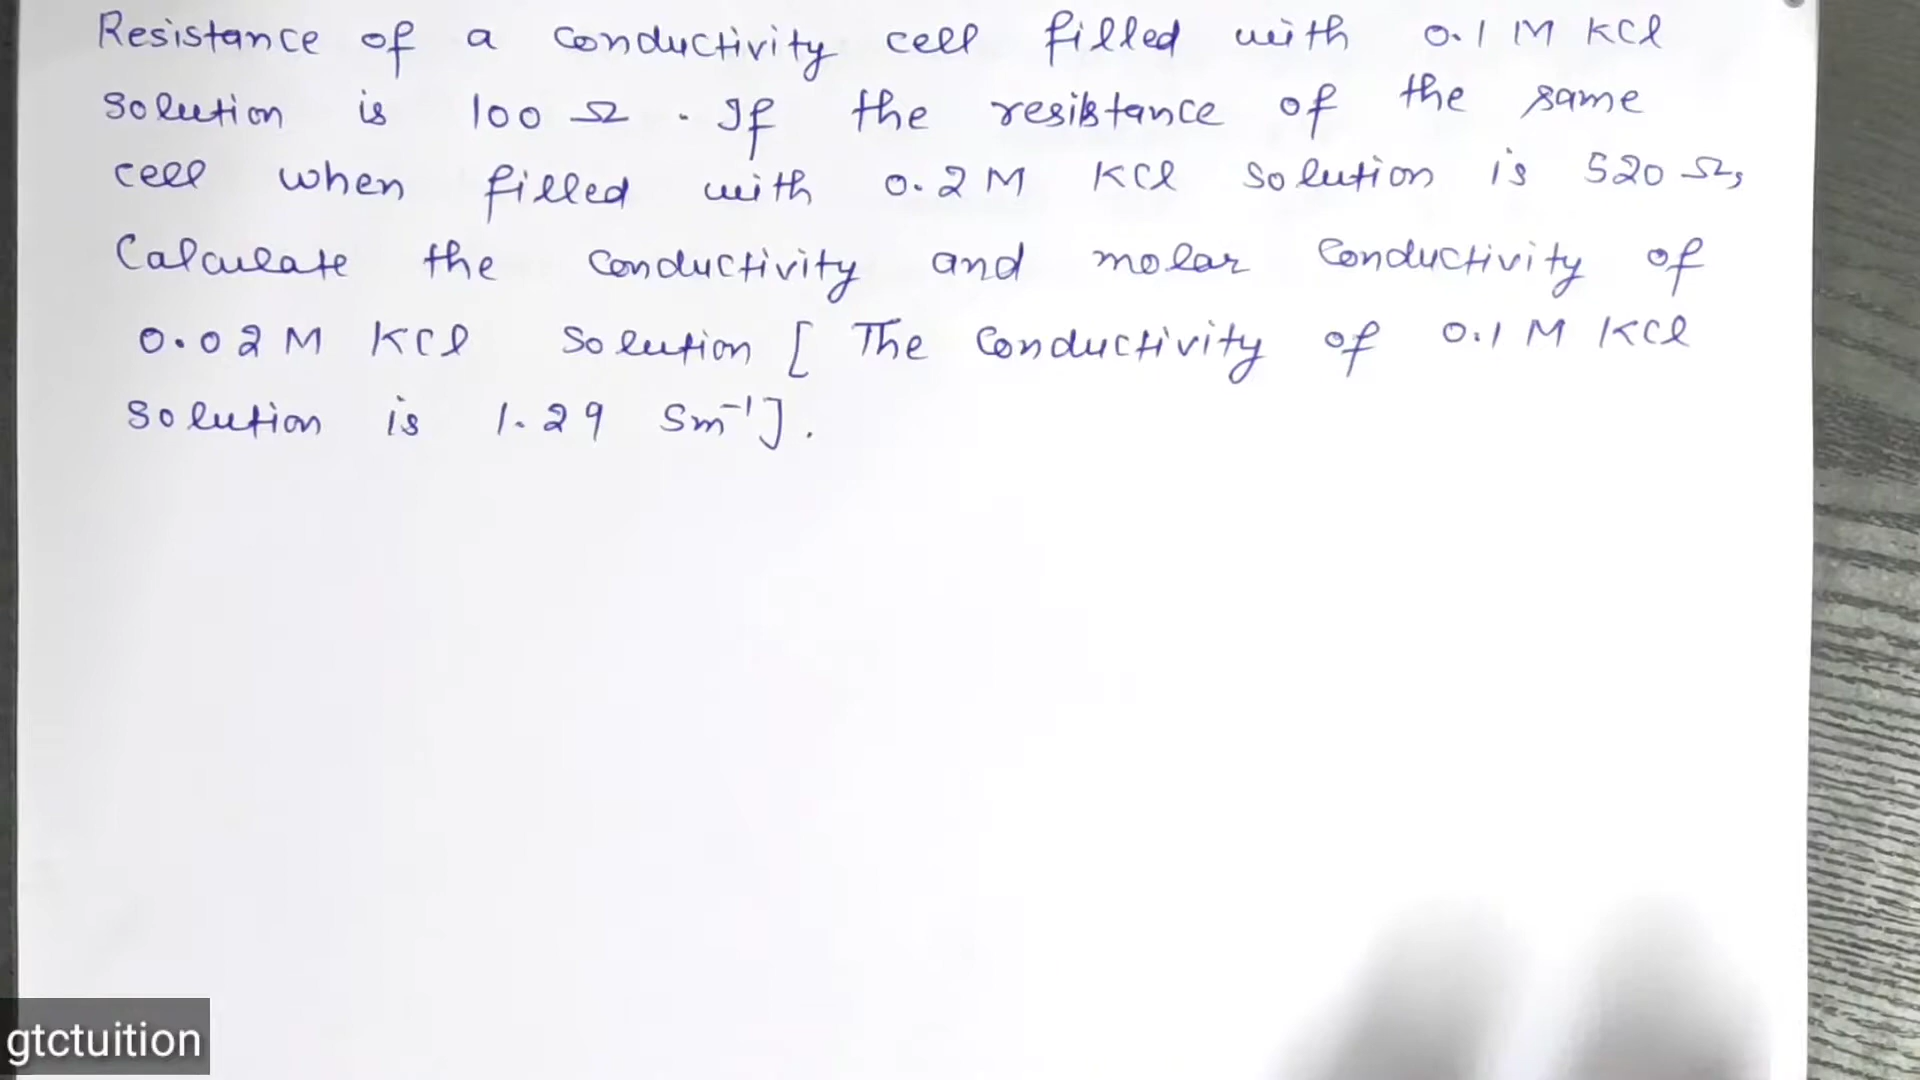 Resistance of a conductivity cell filled with 0.1 M KCl
solution is 100 Ω . If the resistance of the same
cell when filled with 0.2 M KCl solution is 520 Ω,
Calculate the conductivity and molar conductivity of
0.02 M KCl solution [ The conductivity of 0.1 M KCl
solution is 1.29 Sm⁻¹].
gtctuition